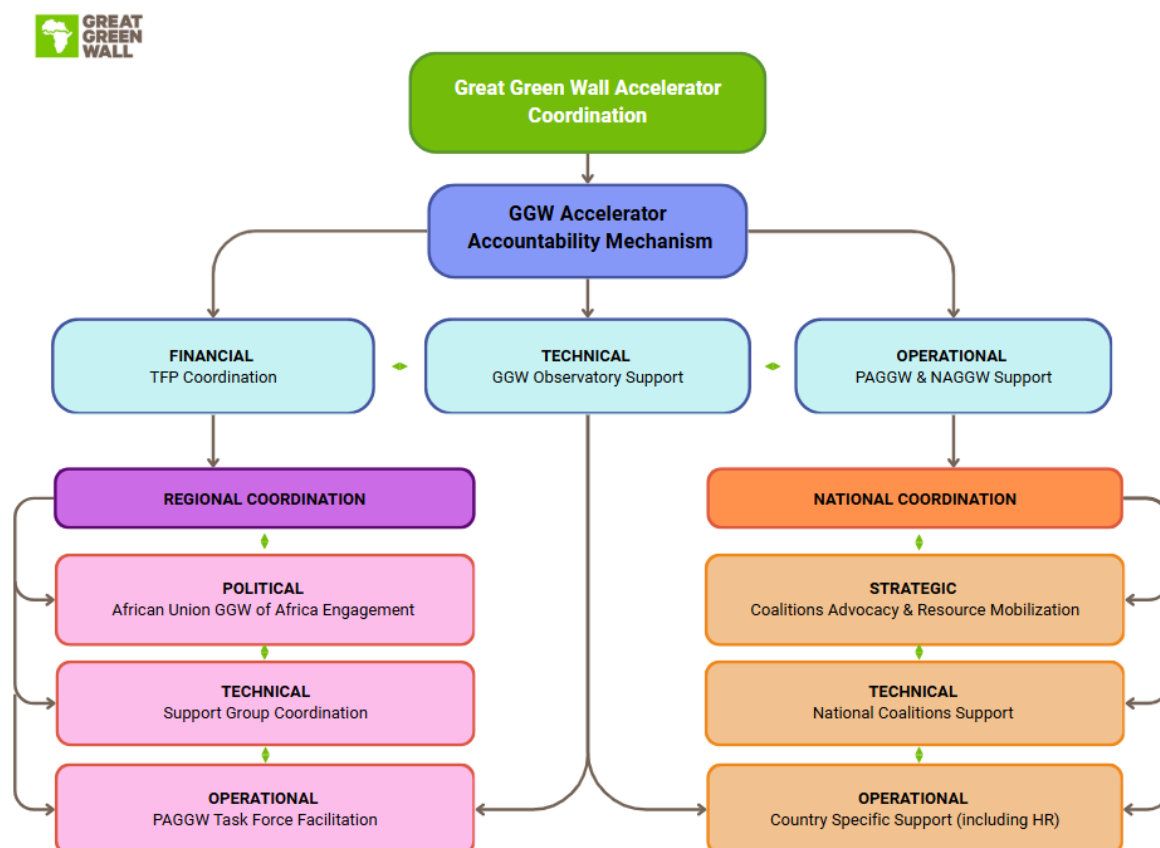 GREAT
GREEN
WALL
Great Green Wall Accelerator
Coordination
GGW Accelerator
Accountability Mechanism
FINANCIAL
TFP Coordination
TECHNICAL
GGW Observatory Support
OPERATIONAL
PAGGW & NAGGW Support
REGIONAL COORDINATION
NATIONAL COORDINATION
POLITICAL
African Union GGW of Africa Engagement
STRATEGIC
Coalitions Advocacy & Resource Mobilization
TECHNICAL
Support Group Coordination
TECHNICAL
National Coalitions Support
OPERATIONAL
PAGGW Task Force Facilitation
OPERATIONAL
Country Specific Support (including HR)